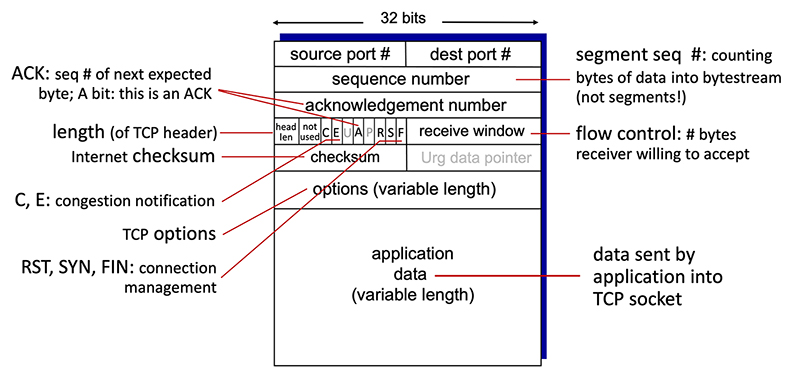 32 bits
source port #
dest port #
segment seq #: counting
bytes of data into bytestream
(not segments!)
ACK: seq # of next expected
byte; A bit: this is an ACK
sequence number
acknowledgement number
length (of TCP header)
head
len
not
used
C E U A P R S F
receive window
flow control: # bytes
receiver willing to accept
Internet checksum
checksum
Urg data pointer
C, E: congestion notification
options (variable length)
TCP options
RST, SYN, FIN: connection
management
application
data
(variable length)
data sent by
application into
TCP socket